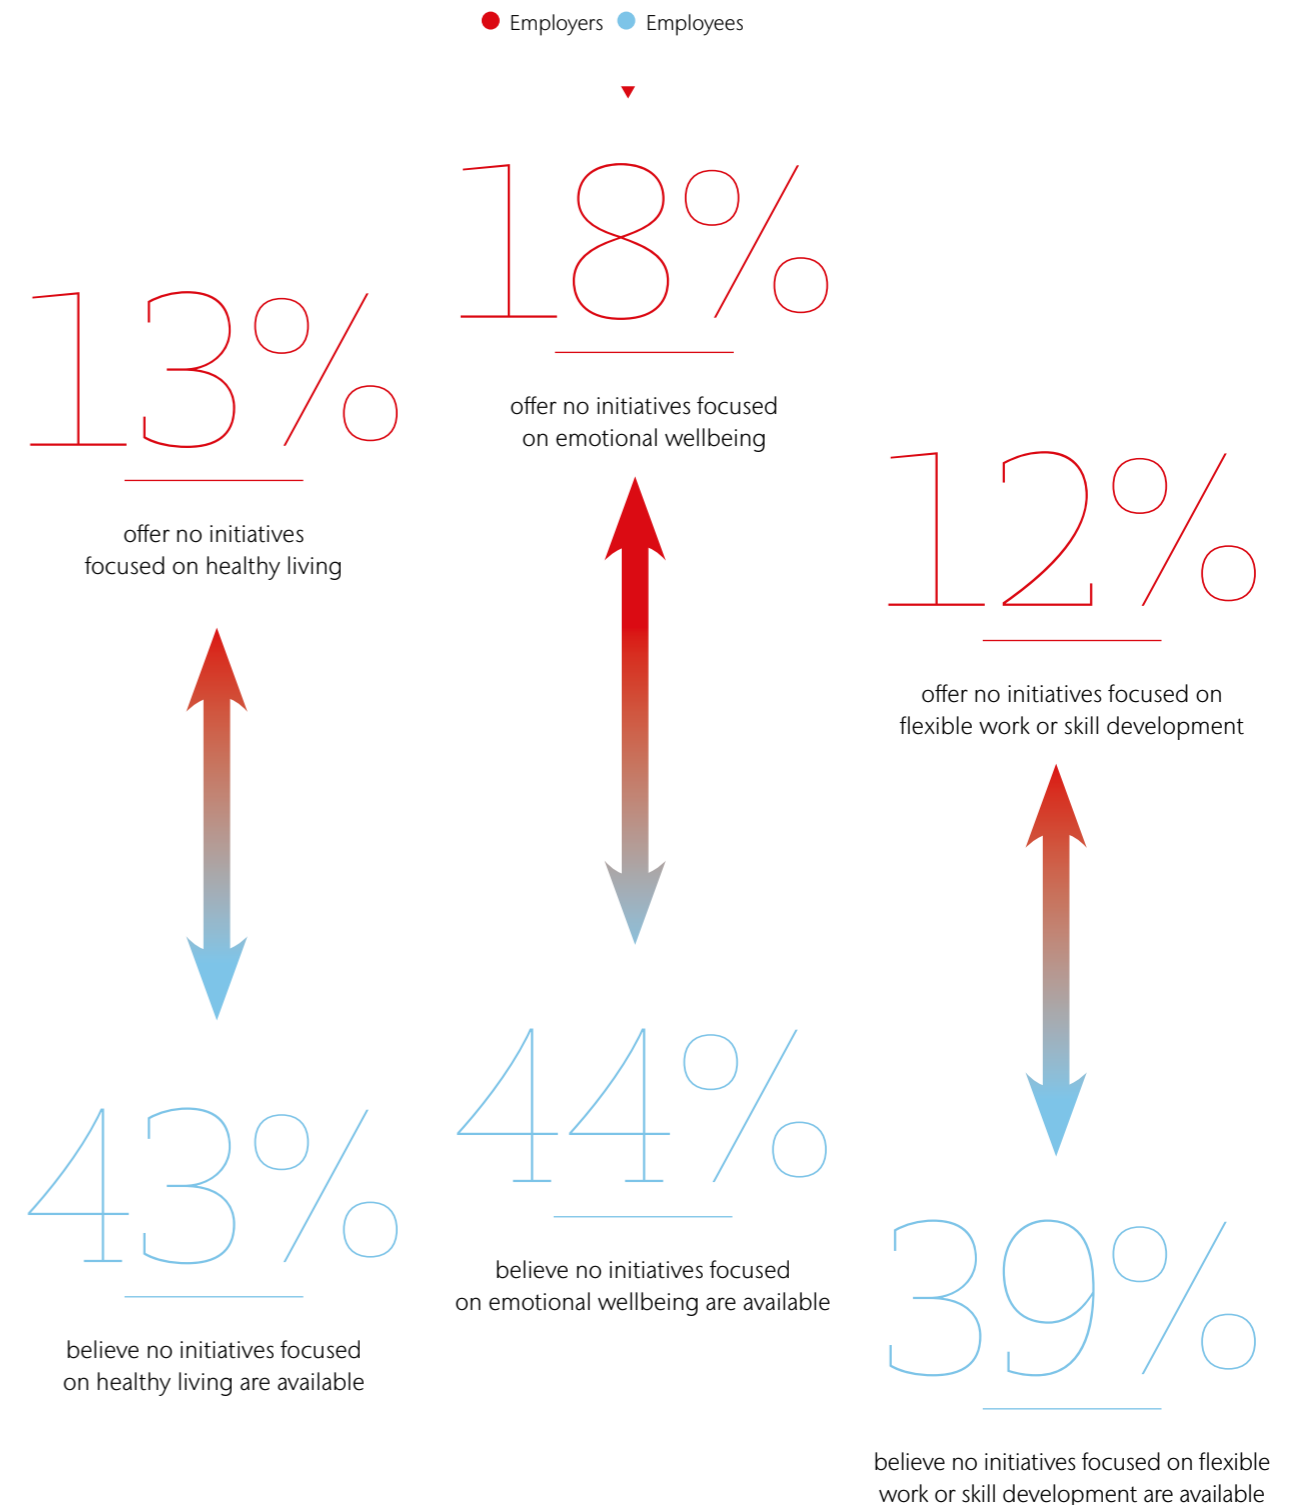 Employers Employees
13%
offer no initiatives
focused on healthy living
43%
believe no initiatives focused
on healthy living are available
18%
offer no initiatives focused
on emotional wellbeing
44%
believe no initiatives focused
on emotional wellbeing are available
12%
offer no initiatives focused on
flexible work or skill development
39%
believe no initiatives focused on flexible
work or skill development are available